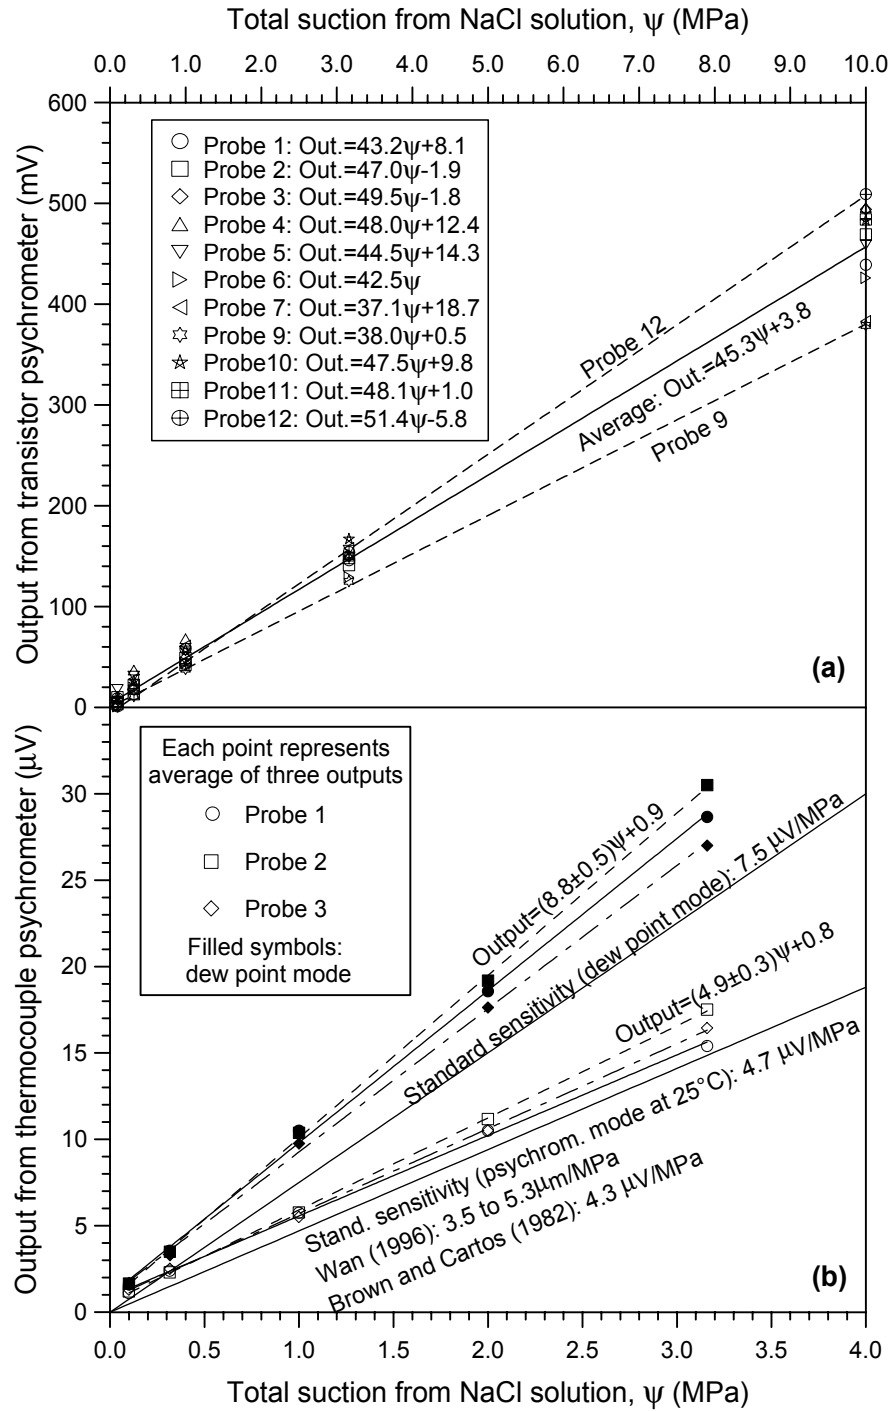 Total suction from NaCl solution, ψ (MPa)
0.0 1.0 2.0 3.0 4.0 5.0 6.0 7.0 8.0 9.0 10.0
Output from transistor psychrometer (mV)
600
500
400
300
200
100
0
Probe 1: Out.=43.2ψ+8.1
Probe 2: Out.=47.0ψ-1.9
Probe 3: Out.=49.5ψ-1.8
Probe 4: Out.=48.0ψ+12.4
Probe 5: Out.=44.5ψ+14.3
Probe 6: Out.=42.5ψ
Probe 7: Out.=37.1ψ+18.7
Probe 9: Out.=38.0ψ+0.5
Probe10: Out.=47.5ψ+9.8
Probe11: Out.=48.1ψ+1.0
Probe12: Out.=51.4ψ-5.8
Probe 12
Average: Out.=45.3ψ+3.8
Probe 9
(a)
Output from thermocouple psychrometer (μV)
30
25
20
15
10
5
0
Each point represents
average of three outputs
Probe 1
Probe 2
Probe 3
Filled symbols:
dew point mode
Output=(8.8±0.5)ψ+0.9
Standard sensitivity (dew point mode): 7.5 μV/MPa
Output=(4.9±0.3)ψ+0.8
Stand. sensitivity (psychrom. mode at 25°C): 4.7 μV/MPa
Wan (1996): 3.5 to 5.3μm/MPa
Brown and Cartos (1982): 4.3 μV/MPa
(b)
0.0 0.5 1.0 1.5 2.0 2.5 3.0 3.5 4.0
Total suction from NaCl solution, ψ (MPa)